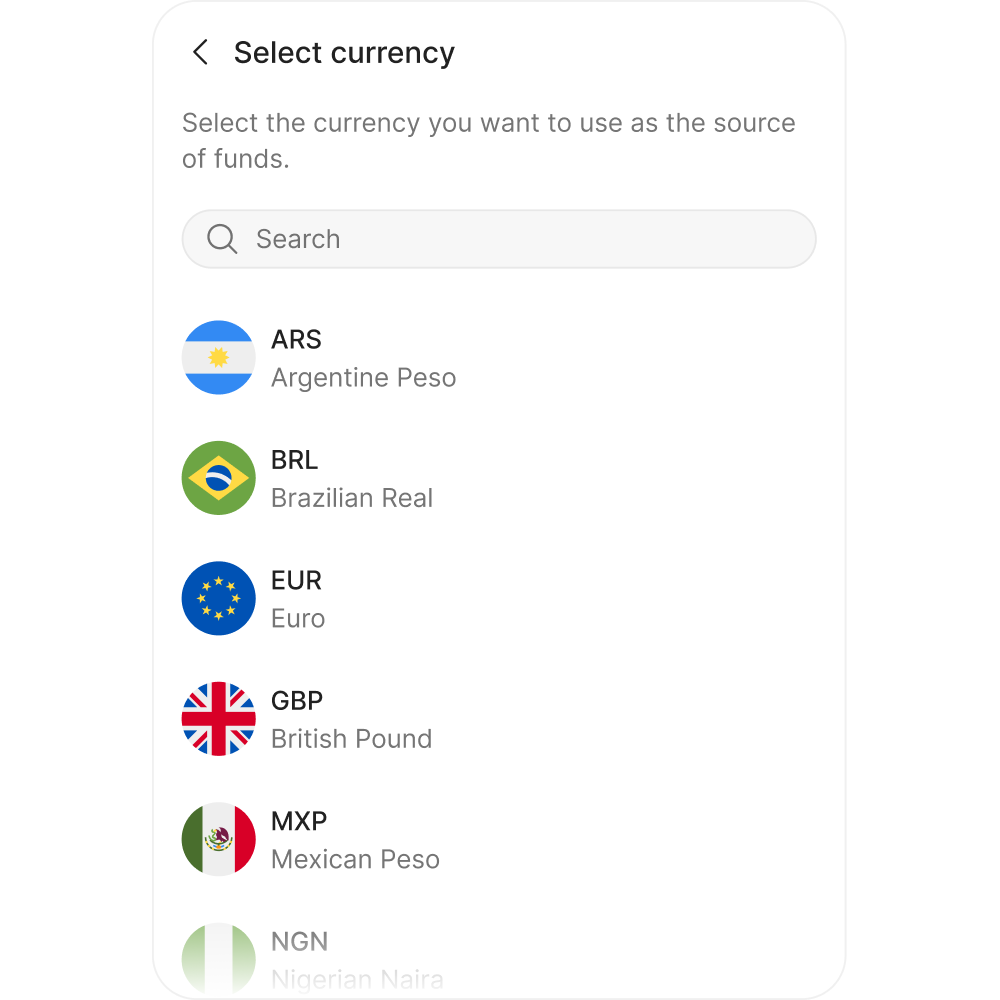 Select currency
Select the currency you want to use as the source
of funds.
Search
ARS
Argentine Peso
BRL
Brazilian Real
EUR
Euro
GBP
British Pound
MXP
Mexican Peso
NGN
Nigerian Naira